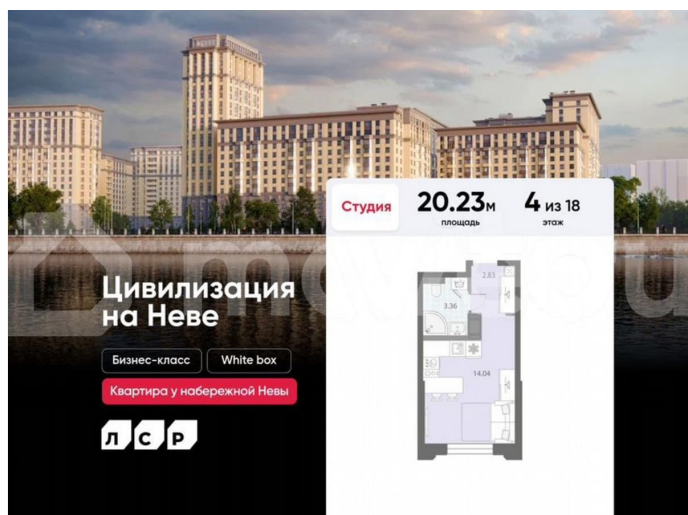 Студия
20.23м
площадь
4 из 18
этаж
2.83
3.36
14.04
Цивилизация
на Неве
Бизнес-класс
White box
Квартира у набережной Невы
ЛСР